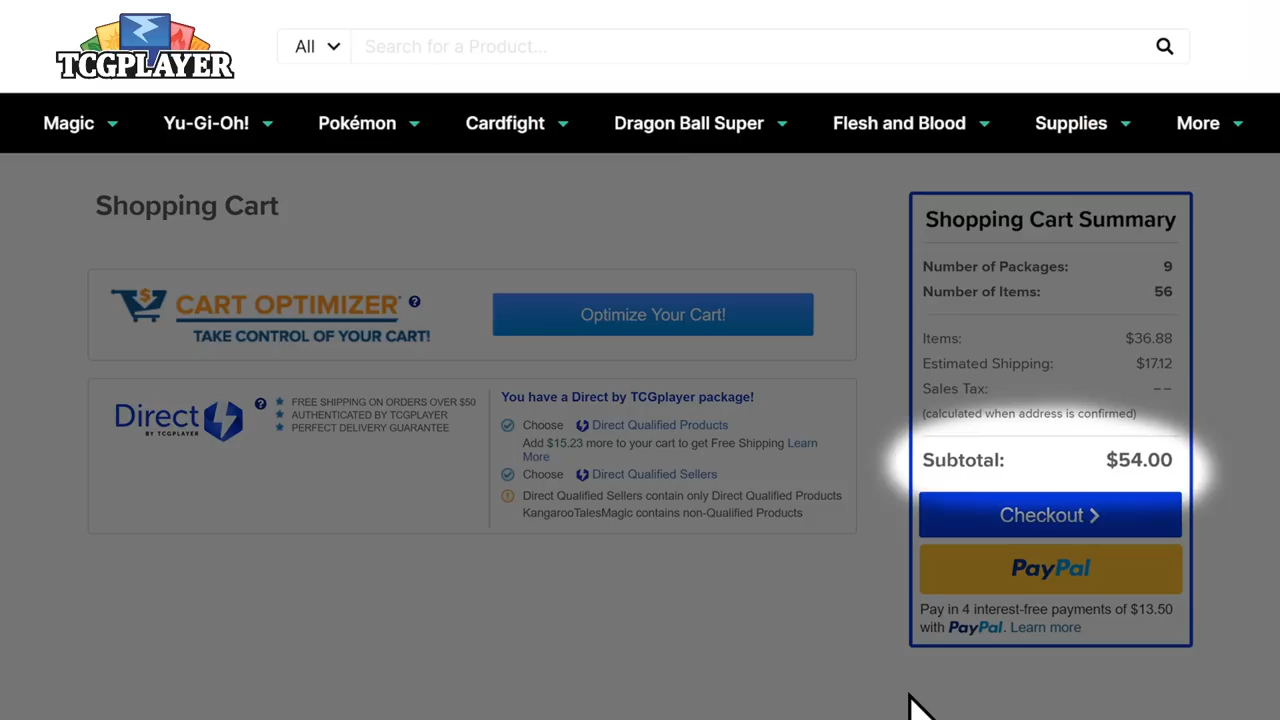 TCGPLAYER
All
Search for a Product...
Magic Yu-Gi-Oh! Pokémon Cardfight Dragon Ball Super Flesh and Blood Supplies More
Shopping Cart
CART OPTIMIZER
TAKE CONTROL OF YOUR CART!
Optimize Your Cart!
Direct
BY TCGPLAYER
FREE SHIPPING ON ORDERS OVER $50
AUTHENTICATED BY TCGPLAYER
PERFECT DELIVERY GUARANTEE
You have a Direct by TCGplayer package!
Choose Direct Qualified Products
Add $15.23 more to your cart to get Free Shipping Learn
More
Choose Direct Qualified Sellers
Direct Qualified Sellers contain only Direct Qualified Products
KangarooTalesMagic contains non-Qualified Products
Shopping Cart Summary
Number of Packages: 9
Number of Items: 56
Items: $36.88
Estimated Shipping: $17.12
Sales Tax: --
(calculated when address is confirmed)
Subtotal: $54.00
Checkout
PayPal
Pay in 4 interest-free payments of $13.50
with PayPal. Learn more